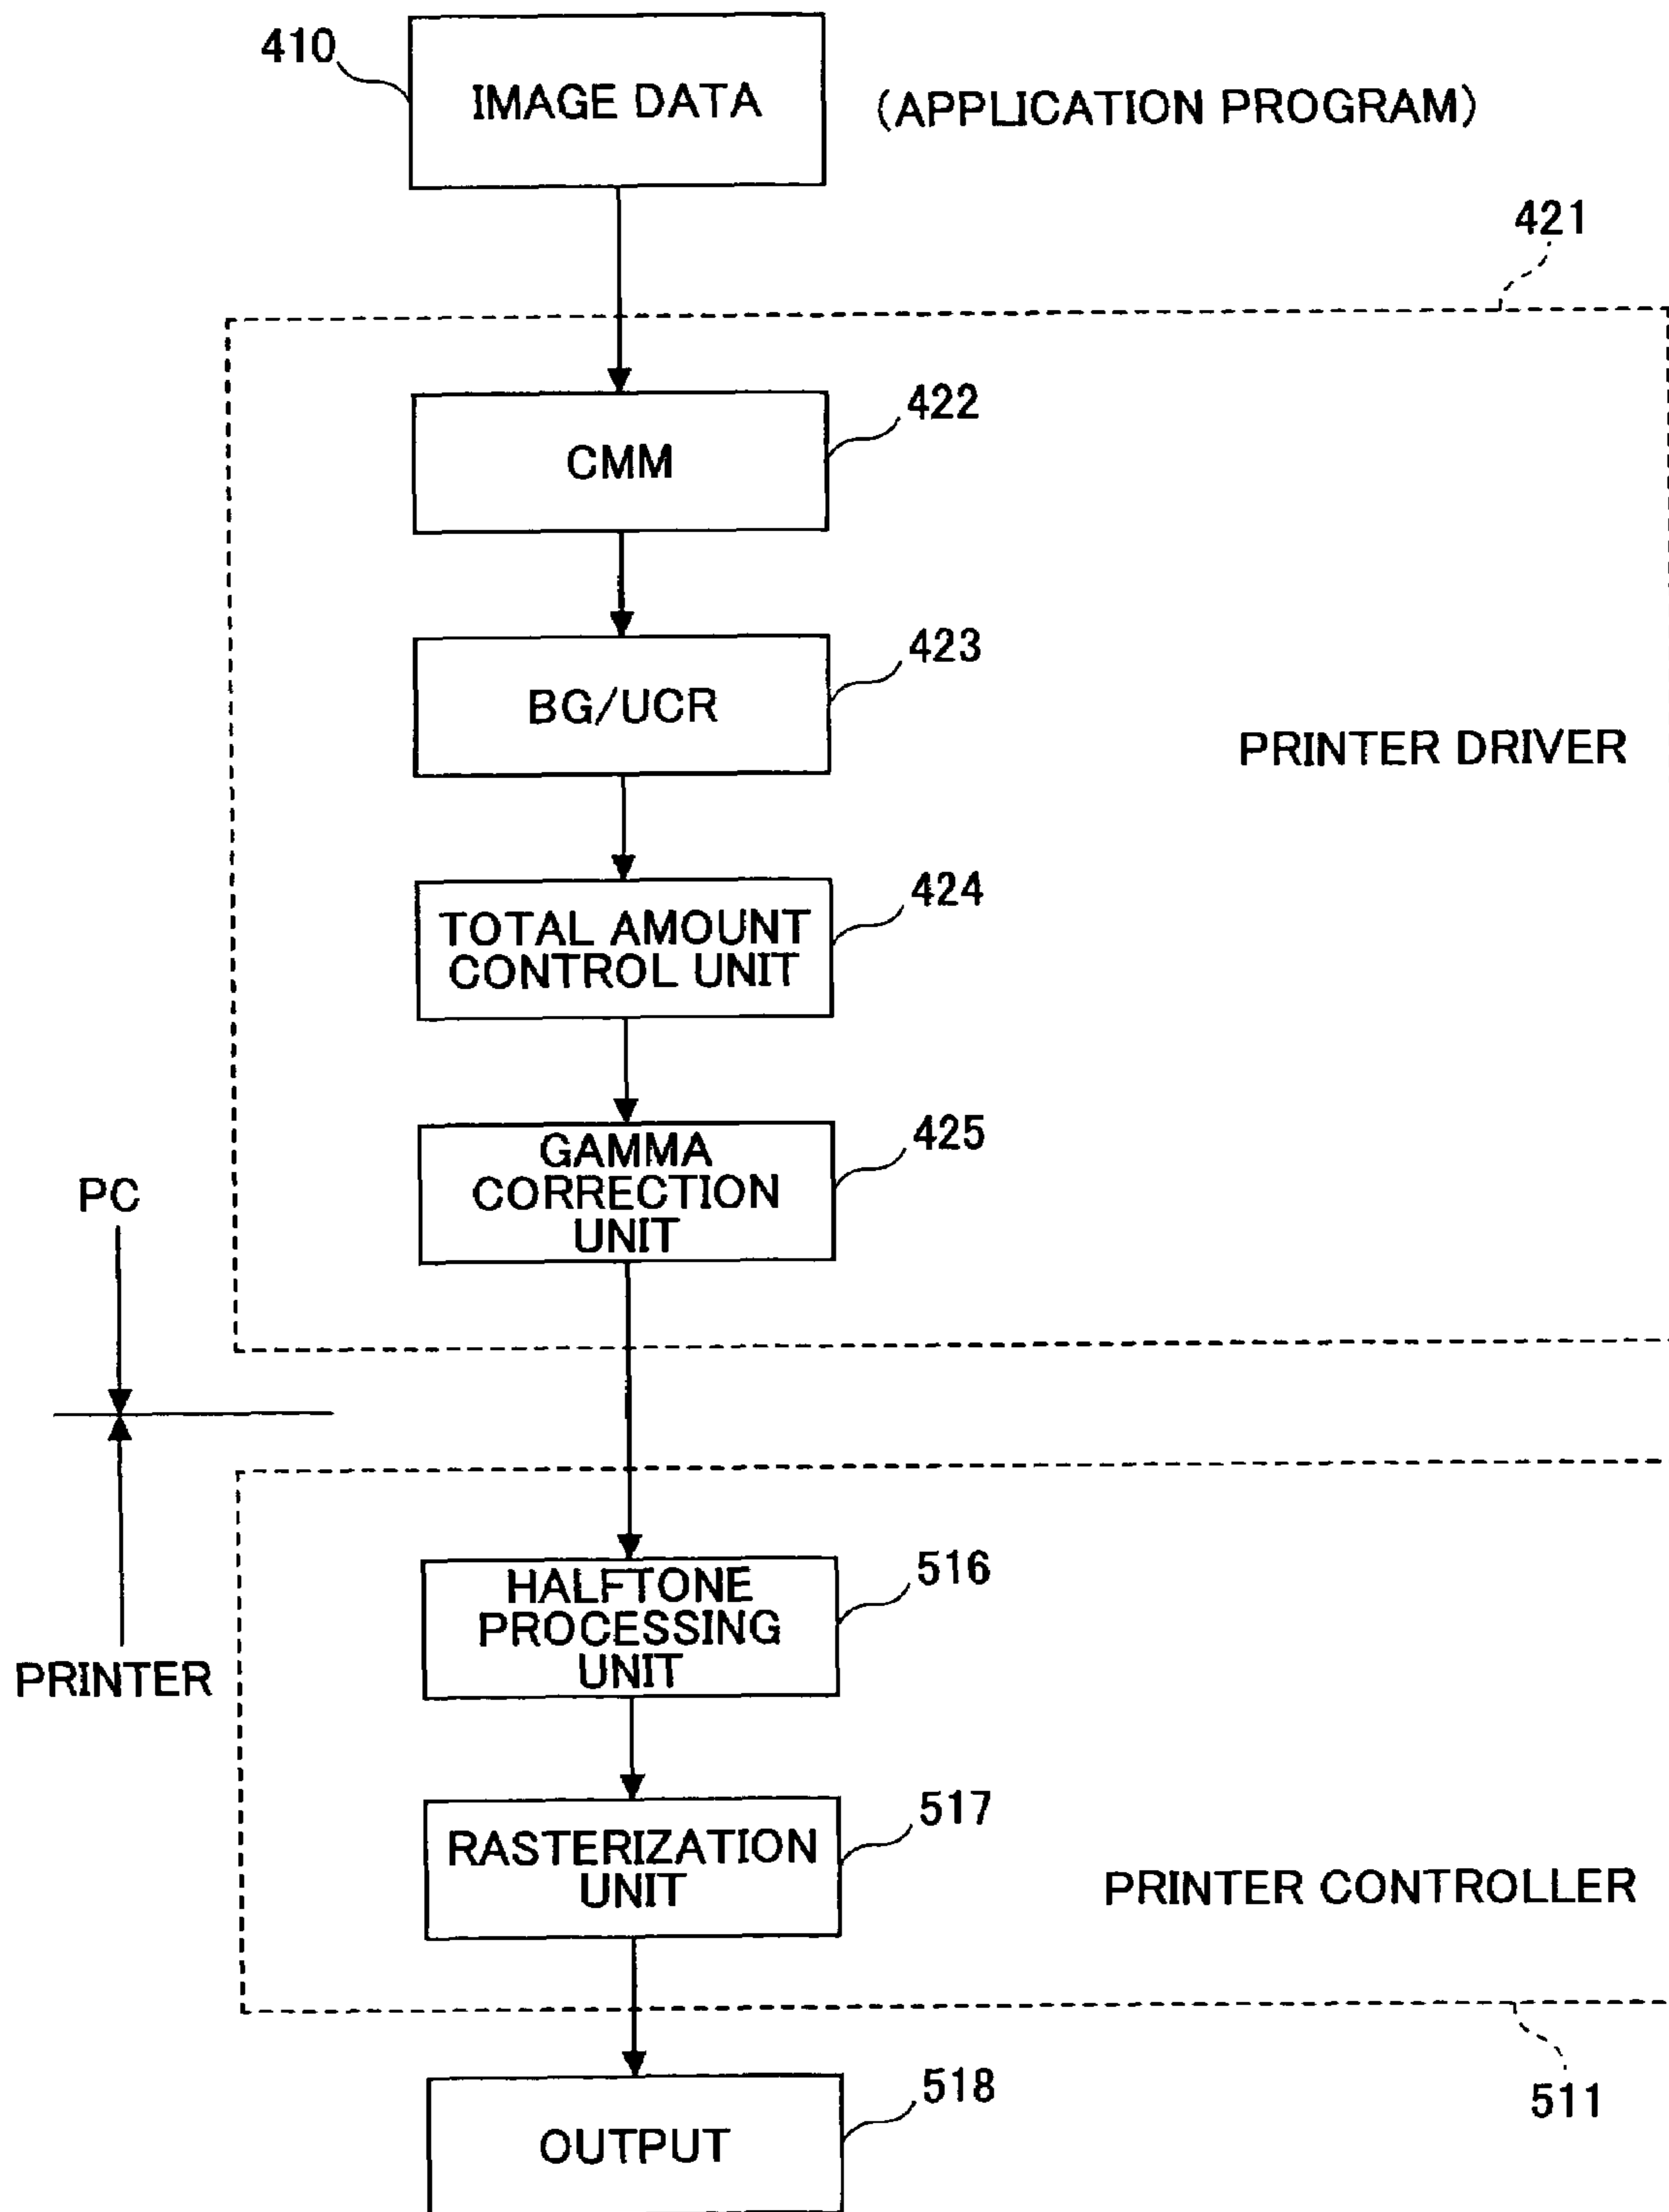 410
IMAGE DATA
(APPLICATION PROGRAM)
421
422
CMM
423
BG/UCR
PRINTER DRIVER
424
TOTAL AMOUNT
CONTROL UNIT
425
GAMMA
CORRECTION
UNIT
PC
PRINTER
516
HALFTONE
PROCESSING
UNIT
517
RASTERIZATION
UNIT
PRINTER CONTROLLER
511
518
OUTPUT